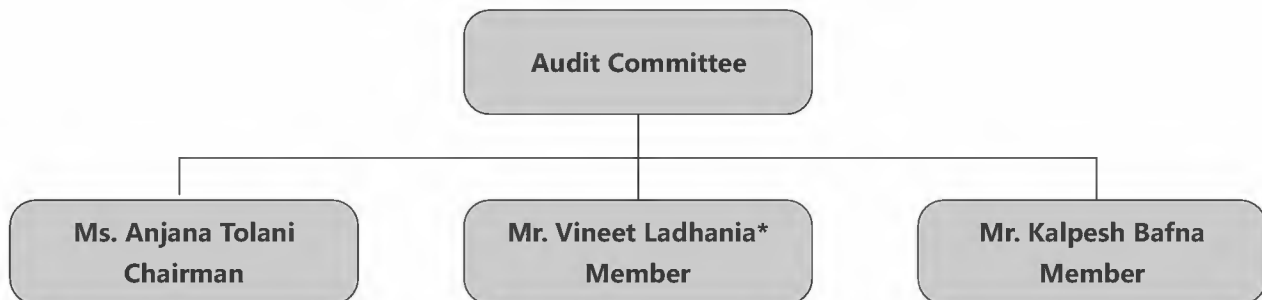 Audit Committee
Ms. Anjana Tolani
Chairman
Mr. Vineet Ladhania*
Member
Mr. Kalpesh Bafna
Member